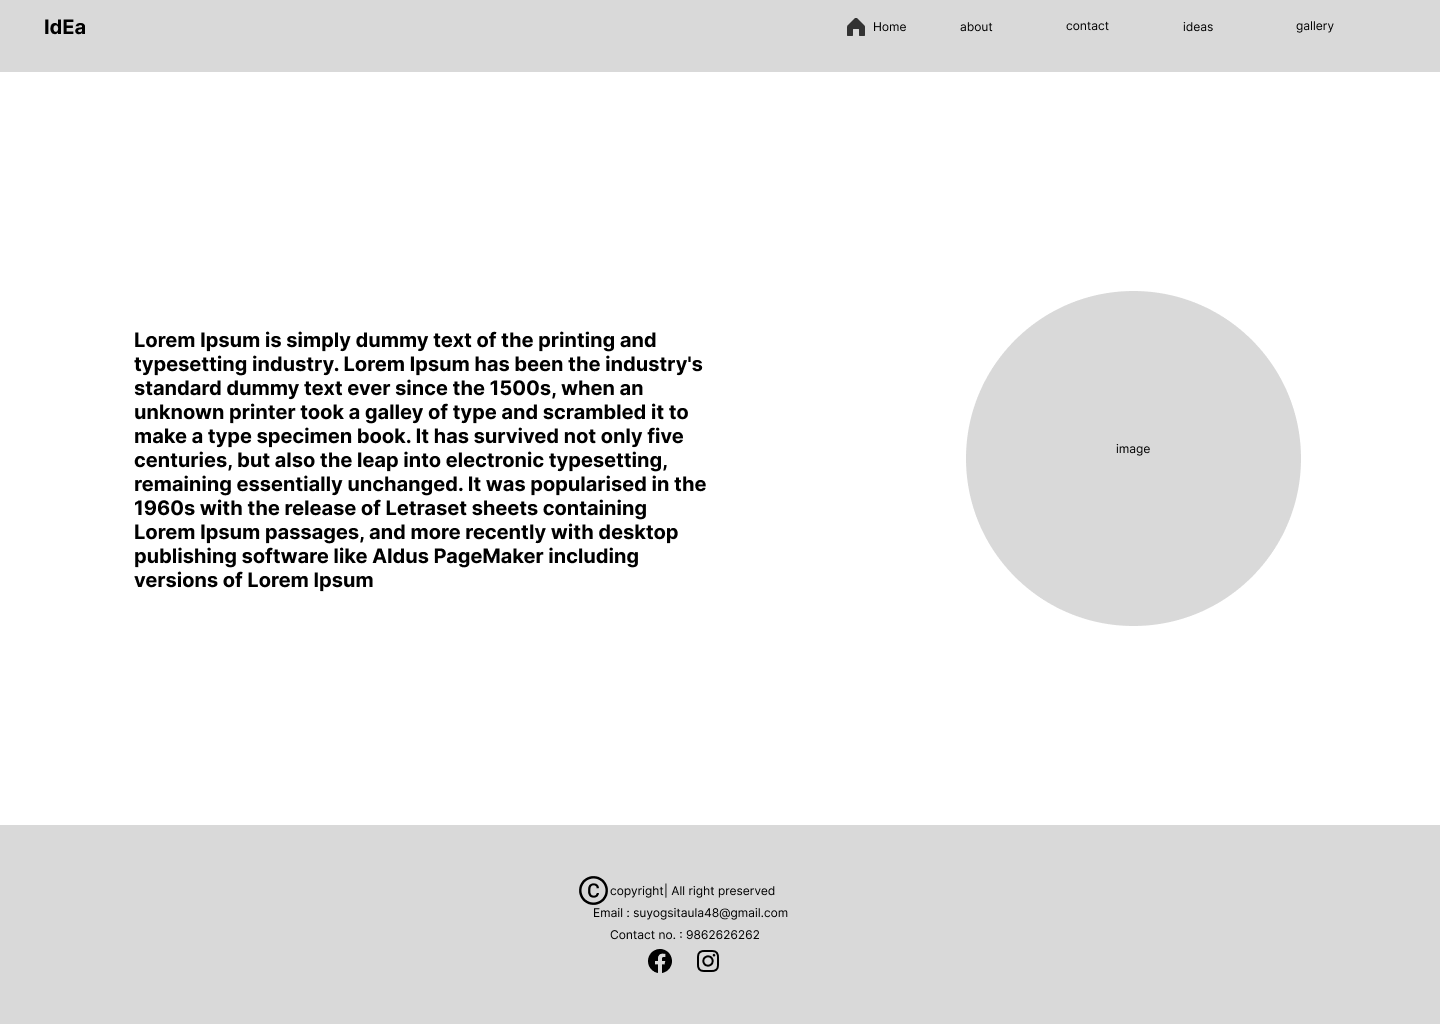 IdEa
Home about contact ideas gallery
Lorem Ipsum is simply dummy text of the printing and
typesetting industry. Lorem Ipsum has been the industry's
standard dummy text ever since the 1500s, when an
unknown printer took a galley of type and scrambled it to
make a type specimen book. It has survived not only five
centuries, but also the leap into electronic typesetting,
remaining essentially unchanged. It was popularised in the
1960s with the release of Letraset sheets containing
Lorem Ipsum passages, and more recently with desktop
publishing software like Aldus PageMaker including
versions of Lorem Ipsum
image
© copyright| All right preserved
Email : suyogsitaula48@gmail.com
Contact no. : 9862626262